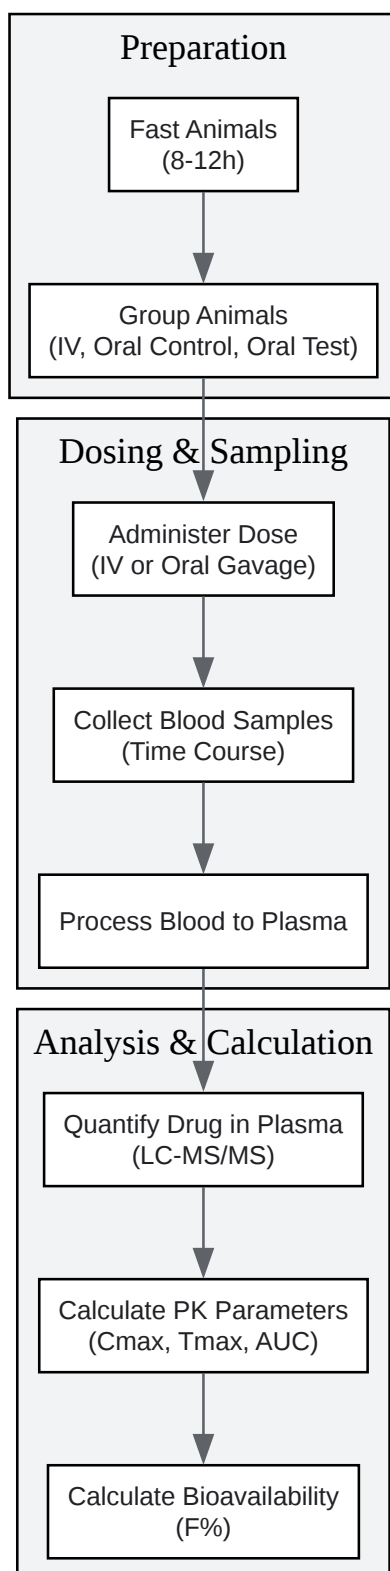 Preparation
Fast Animals
(8-12h)
Group Animals
(IV, Oral Control, Oral Test)
Dosing & Sampling
Administer Dose
(IV or Oral Gavage)
Collect Blood Samples
(Time Course)
Process Blood to Plasma
Analysis & Calculation
Quantify Drug in Plasma
(LC-MS/MS)
Calculate PK Parameters
(Cmax, Tmax, AUC)
Calculate Bioavailability
(F%)